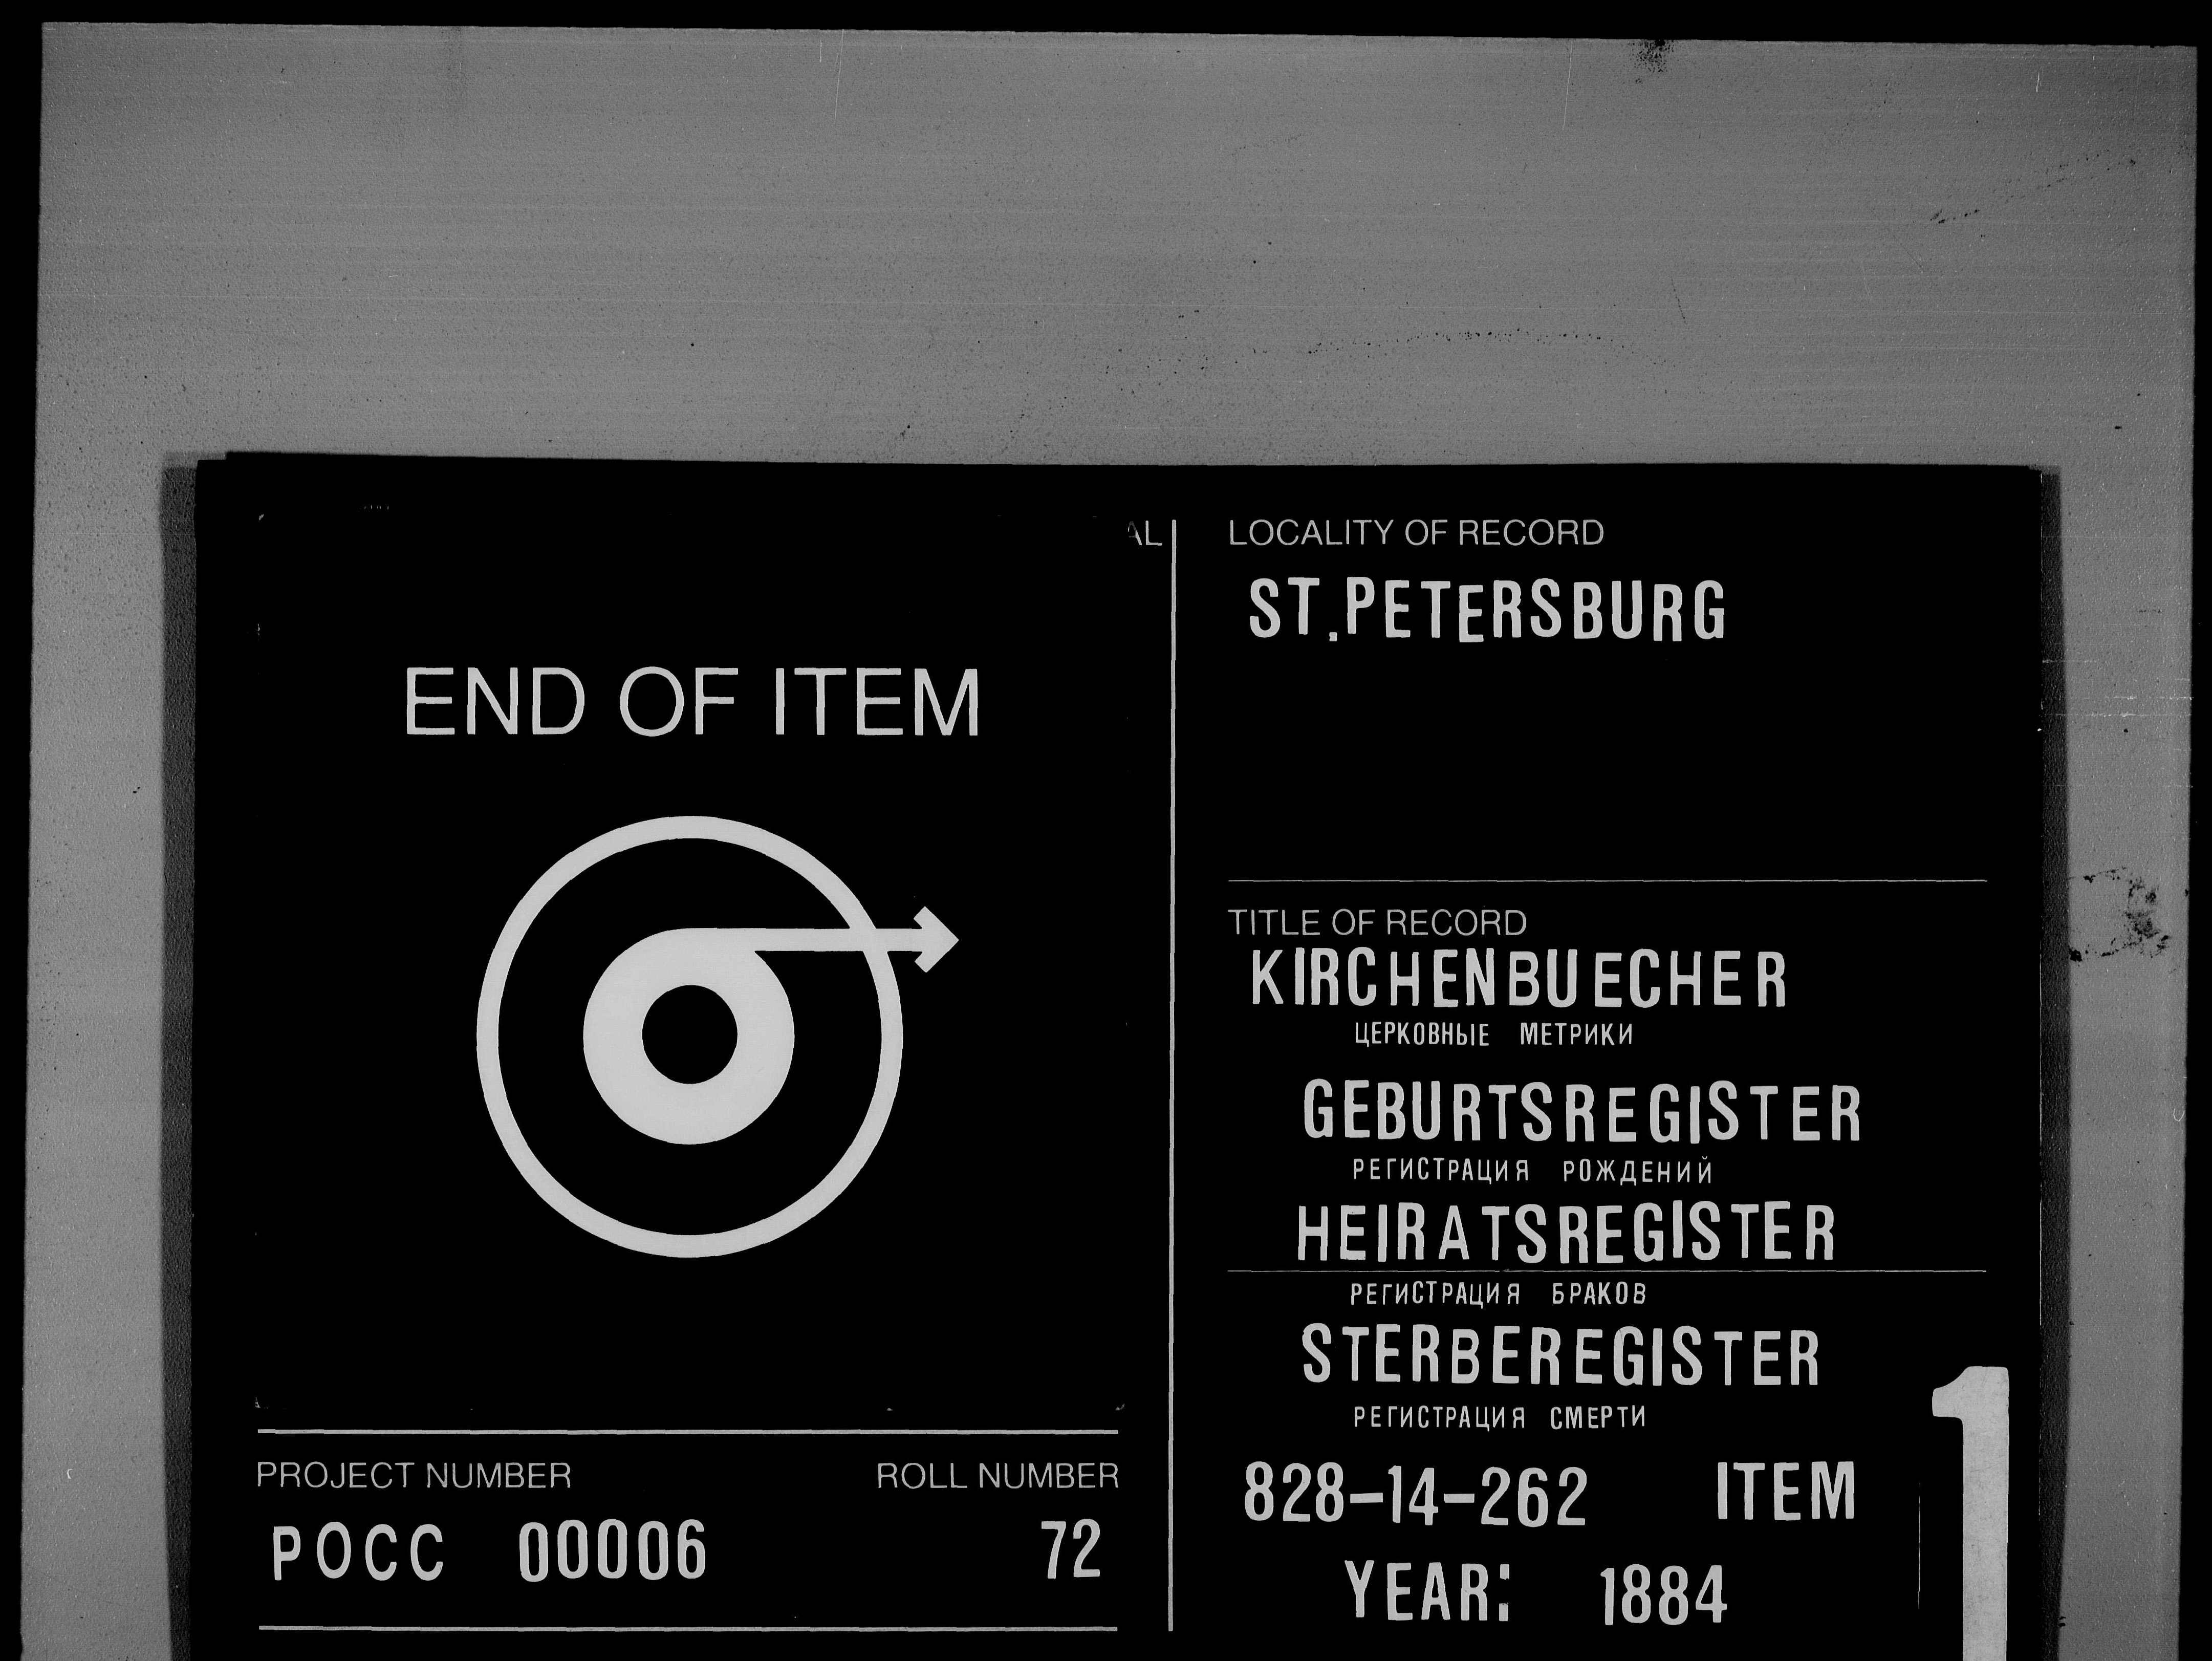 END OF ITEM
PROJECT NUMBER
ROLL NUMBER
РОСС 00006
72
AL
LOCALITY OF RECORD
ST.PETERSBURG
TITLE OF RECORD
KIRCHENBUECHER
ЦЕРКОВНЫЕ МЕТРИКИ
GEBURTSREGISTER
РЕГИСТРАЦИЯ РОЖДЕНИЙ
HEIRATSREGISTER
РЕГИСТРАЦИЯ БРАКОВ
STERBEREGISTER
РЕГИСТРАЦИЯ СМЕРТИ
828-14-262 ITEM 1
YEAR: 1884